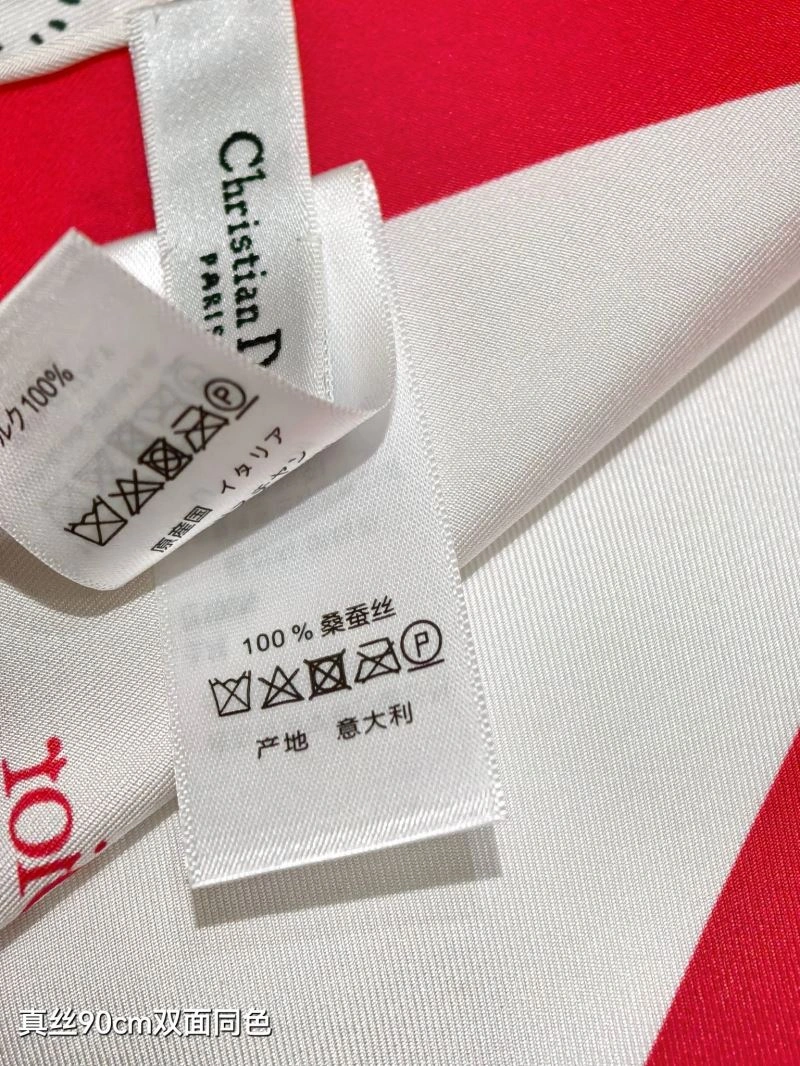 Christian D
PARIS
ルク100%
原産国 イタリア
100 % 桑蚕丝
P
产地 意大利
真丝90cm双面同色